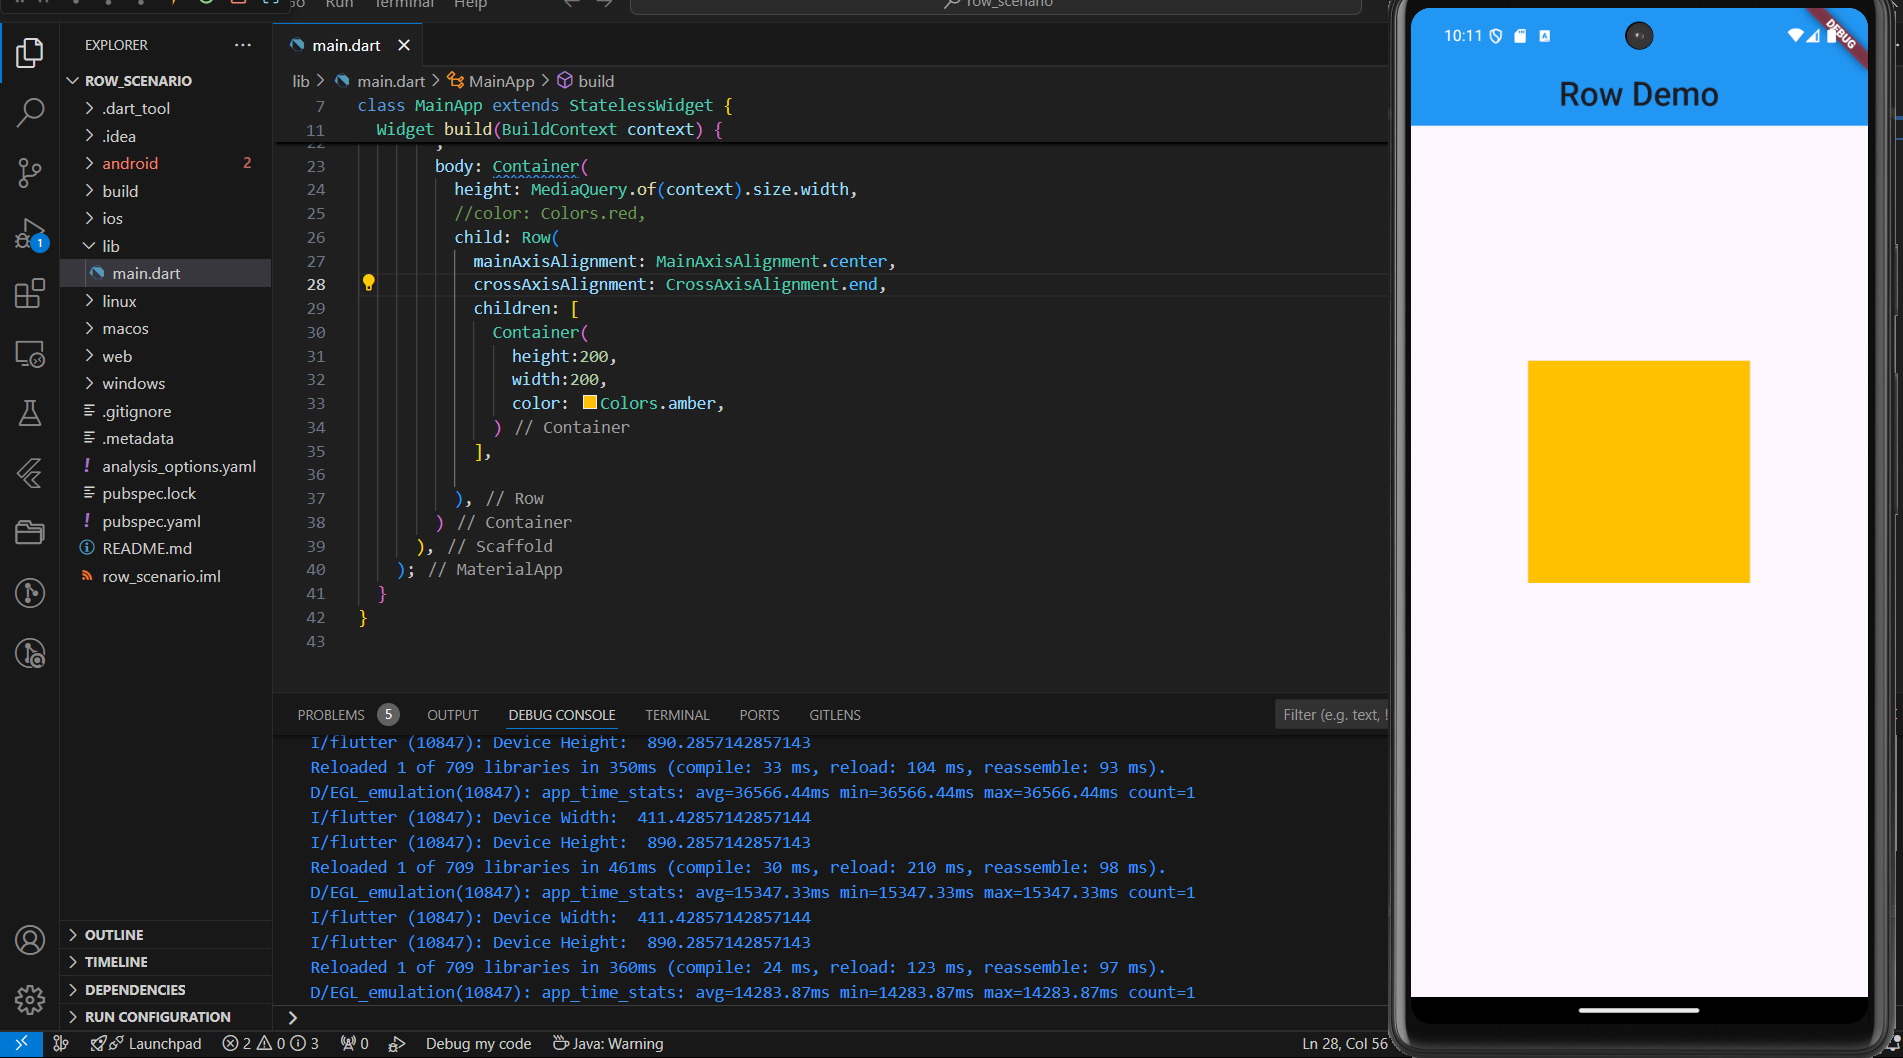 Go Run Terminal Help
row_scenario
EXPLORER
ROW_SCENARIO
.dart_tool
.idea
android 2
build
ios
lib
main.dart
linux
macos
web
windows
.gitignore
.metadata
analysis_options.yaml
pubspec.lock
pubspec.yaml
README.md
row_scenario.iml
OUTLINE
TIMELINE
DEPENDENCIES
RUN CONFIGURATION
1
main.dart
lib > main.dart > MainApp > build
7 class MainApp extends StatelessWidget {
11 Widget build(BuildContext context) {
22 ,
23 body: Container(
24 height: MediaQuery.of(context).size.width,
25 //color: Colors.red,
26 child: Row(
27 mainAxisAlignment: MainAxisAlignment.center,
28 crossAxisAlignment: CrossAxisAlignment.end,
29 children: [
30 Container(
31 height:200,
32 width:200,
33 color: Colors.amber,
34 ) // Container
35 ],
36
37 ), // Row
38 ) // Container
39 ), // Scaffold
40 ); // MaterialApp
41 }
42 }
43
PROBLEMS 5 OUTPUT DEBUG CONSOLE TERMINAL PORTS GITLENS
Filter (e.g. text, !
I/flutter (10847): Device Height: 890.2857142857143
Reloaded 1 of 709 libraries in 350ms (compile: 33 ms, reload: 104 ms, reassemble: 93 ms).
D/EGL_emulation(10847): app_time_stats: avg=36566.44ms min=36566.44ms max=36566.44ms count=1
I/flutter (10847): Device Width: 411.42857142857144
I/flutter (10847): Device Height: 890.2857142857143
Reloaded 1 of 709 libraries in 461ms (compile: 30 ms, reload: 210 ms, reassemble: 98 ms).
D/EGL_emulation(10847): app_time_stats: avg=15347.33ms min=15347.33ms max=15347.33ms count=1
I/flutter (10847): Device Width: 411.42857142857144
I/flutter (10847): Device Height: 890.2857142857143
Reloaded 1 of 709 libraries in 360ms (compile: 24 ms, reload: 123 ms, reassemble: 97 ms).
D/EGL_emulation(10847): app_time_stats: avg=14283.87ms min=14283.87ms max=14283.87ms count=1
>
Launchpad 2 0 3 0 Debug my code Java: Warning Ln 28, Col 56
10:11 A
DEBUG
Row Demo